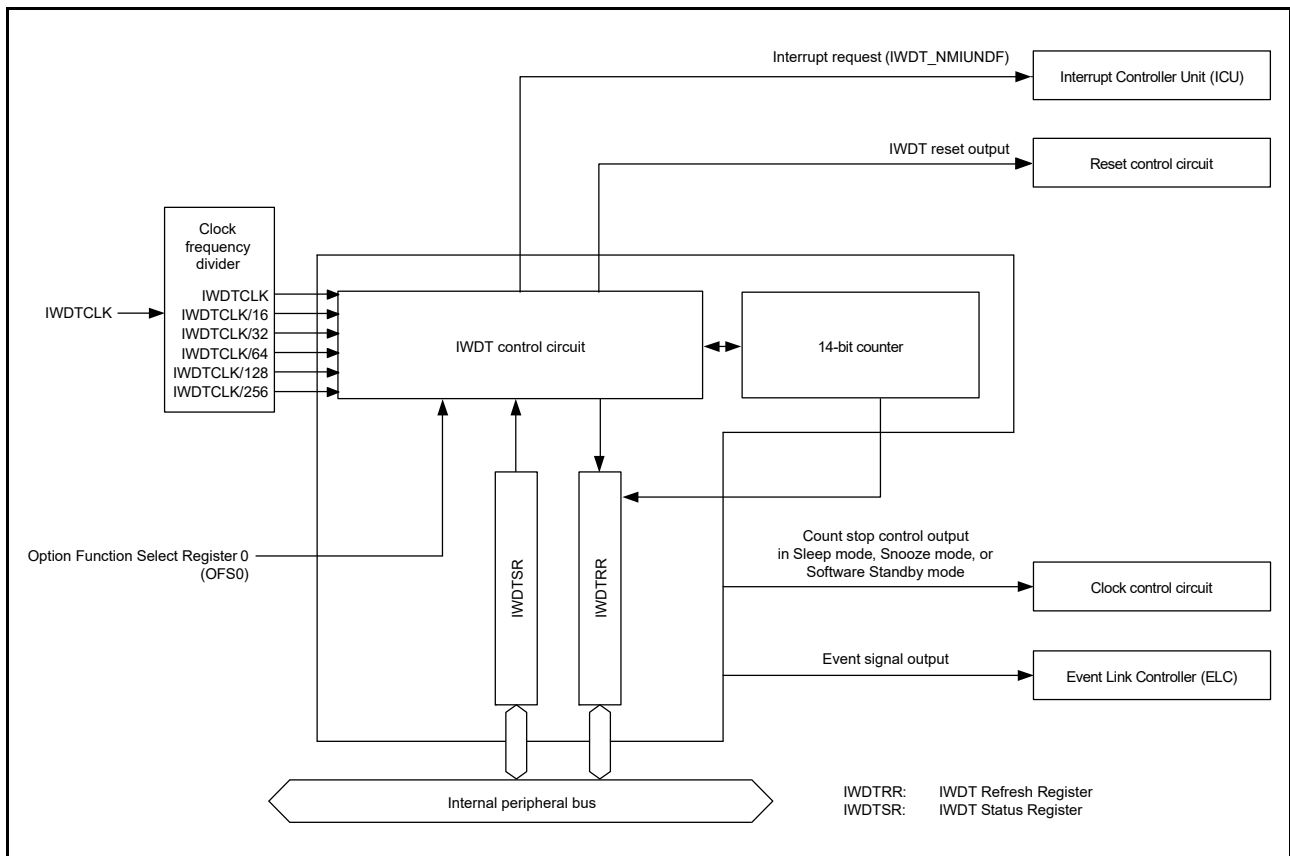 Interrupt request (IWDT_NMIUNDF)
Interrupt Controller Unit (ICU)
IWDT reset output
Reset control circuit
Clock
frequency
divider
IWDTCLK
IWDTCLK
IWDTCLK/16
IWDTCLK/32
IWDTCLK/64
IWDTCLK/128
IWDTCLK/256
IWDT control circuit
14-bit counter
Option Function Select Register 0
(OFS0)
IWDTSR
IWDTRR
Count stop control output
in Sleep mode, Snooze mode, or
Software Standby mode
Clock control circuit
Event signal output
Event Link Controller (ELC)
Internal peripheral bus
IWDTRR: IWDT Refresh Register
IWDTSR: IWDT Status Register